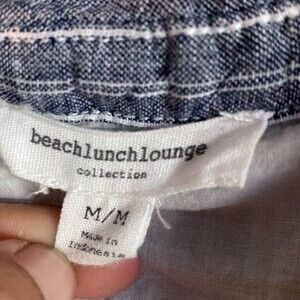 beachlunchlounge
collection
M/M
Made in
Indonesia